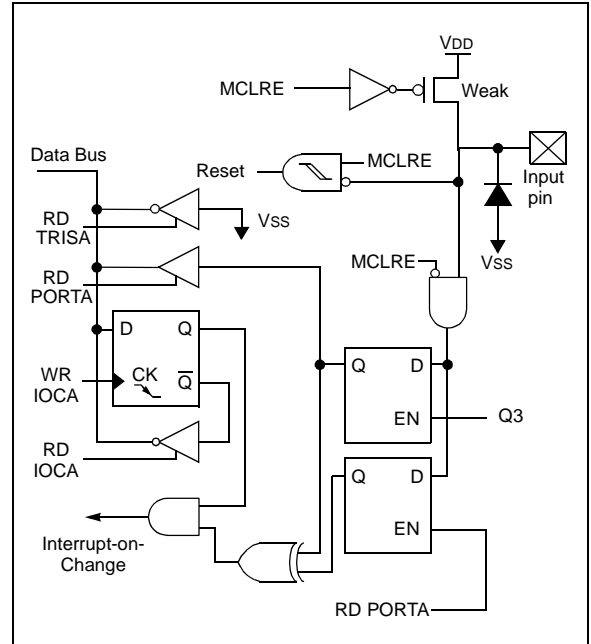 VDD
MCLRE
Weak
Data Bus
Reset
MCLRE
Input
pin
RD
TRISA
VSS
VSS
RD
PORTA
MCLRE
D
Q
Q
D
WR
IOCA
CK
Q̅
EN
Q3
RD
IOCA
Q
D
EN
Interrupt-on-
Change
RD PORTA